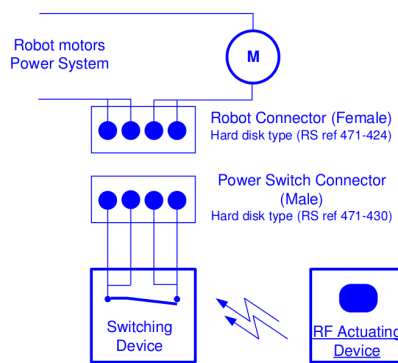 Robot motors
Power System
M
Robot Connector (Female)
Hard disk type (RS ref 471-424)
Power Switch Connector
(Male)
Hard disk type (RS ref 471-430)
Switching
Device
RF Actuating
Device